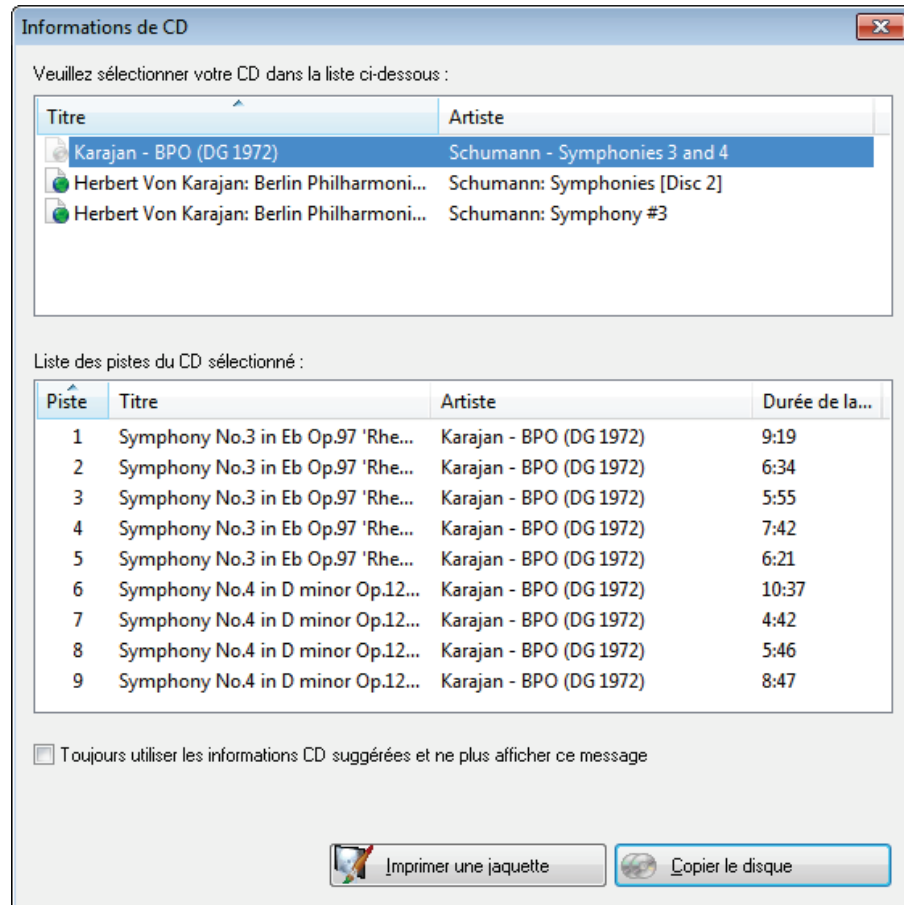 Informations de CD
Veuillez sélectionner votre CD dans la liste ci-dessous :
Titre Artiste
Karajan - BPO (DG 1972) Schumann - Symphonies 3 and 4
Herbert Von Karajan: Berlin Philharmoni... Schumann: Symphonies [Disc 2]
Herbert Von Karajan: Berlin Philharmoni... Schumann: Symphony #3
Liste des pistes du CD sélectionné :
Piste Titre Artiste Durée de la...
1 Symphony No.3 in Eb Op.97 'Rhe... Karajan - BPO (DG 1972) 9:19
2 Symphony No.3 in Eb Op.97 'Rhe... Karajan - BPO (DG 1972) 6:34
3 Symphony No.3 in Eb Op.97 'Rhe... Karajan - BPO (DG 1972) 5:55
4 Symphony No.3 in Eb Op.97 'Rhe... Karajan - BPO (DG 1972) 7:42
5 Symphony No.3 in Eb Op.97 'Rhe... Karajan - BPO (DG 1972) 6:21
6 Symphony No.4 in D minor Op.12... Karajan - BPO (DG 1972) 10:37
7 Symphony No.4 in D minor Op.12... Karajan - BPO (DG 1972) 4:42
8 Symphony No.4 in D minor Op.12... Karajan - BPO (DG 1972) 5:46
9 Symphony No.4 in D minor Op.12... Karajan - BPO (DG 1972) 8:47
Toujours utiliser les informations CD suggérées et ne plus afficher ce message
Imprimer une jaquette Copier le disque